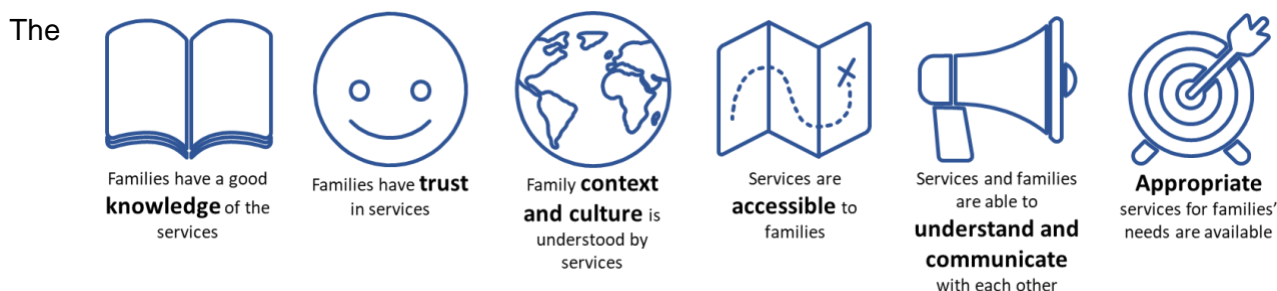 The
Families have a good
knowledge of the
services
Families have trust
in services
Family context
and culture is
understood by
services
Services are
accessible to
families
Services and families
are able to
understand and
communicate
with each other
Appropriate
services for families’
needs are available